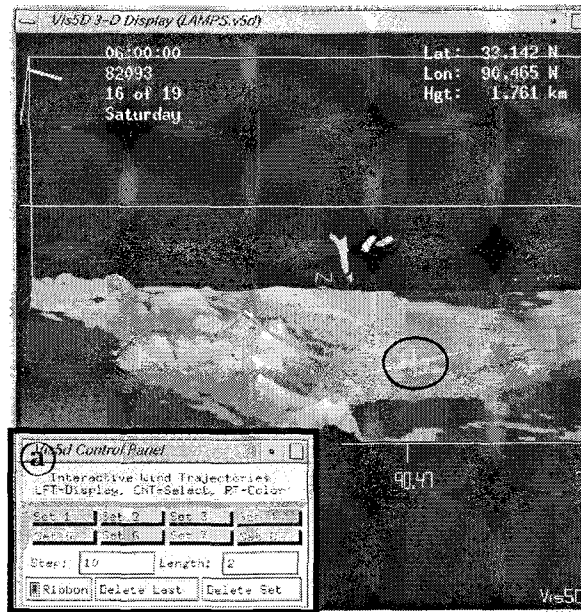 Vis5D 3-D Display (LAMPS.v5d)
06:00:00
82093
16 of 19
Saturday
Lat: 33.142 N
Lon: 90.465 N
Hgt: 1.761 km
N
90.47
a
Vis5d Control Panel
Interactive Wind Trajectories
LFT=Display, CNT=Select, RT=Color
Set 1 Set 2 Set 3
Set 6 Set 7
Step: 10 Length: 2
Ribbon Delete Last Delete Set
Vis5D